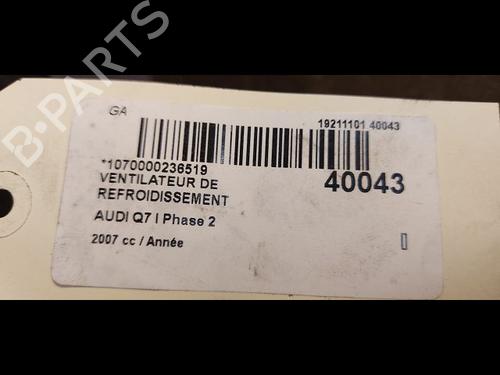 B-PARTS
GA
19211101 40043
*1070000236519
40043
VENTILATEUR DE
REFROIDISSEMENT
AUDI Q7 I Phase 2
2007 cc / Année